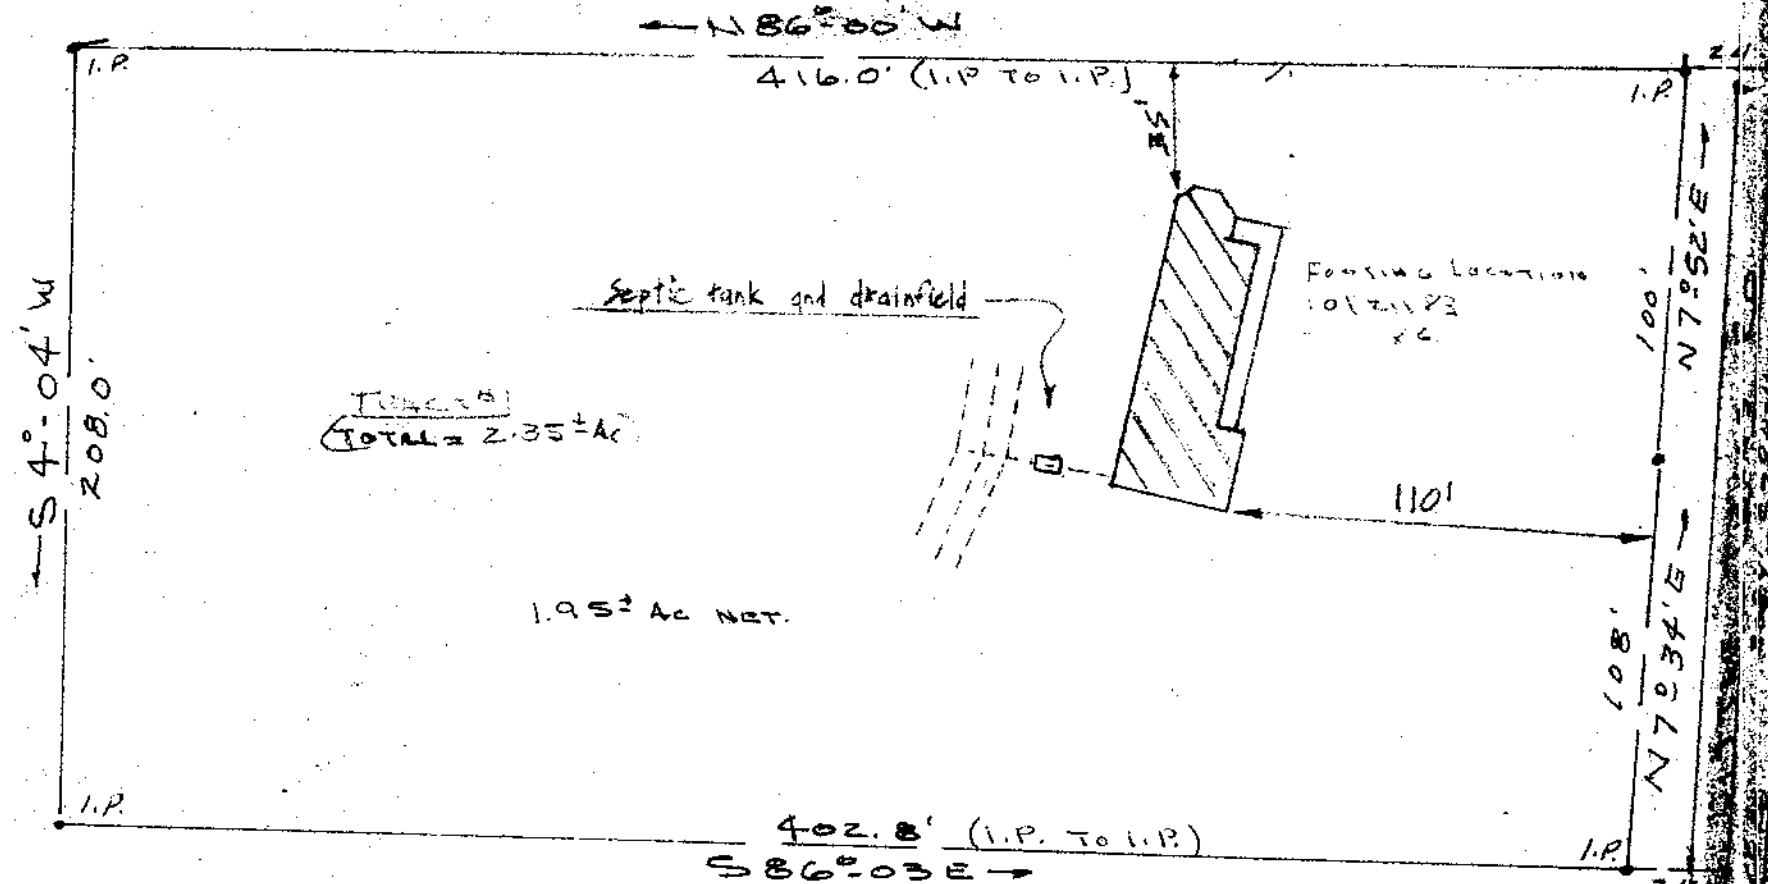 ← N 86°-00' W
I.P.
416.0' (I.P TO I.P.)
I.P.
N 7°-52' E →
100'
Septic tank and drainfield
Location
S 4°-04' W
208.0'
TOTAL = 2.35± Ac
110'
1.95± Ac NET.
108'
N 7°-34' E →
I.P.
402.8' (I.P. TO I.P.)
I.P.
S 86°-03 E →